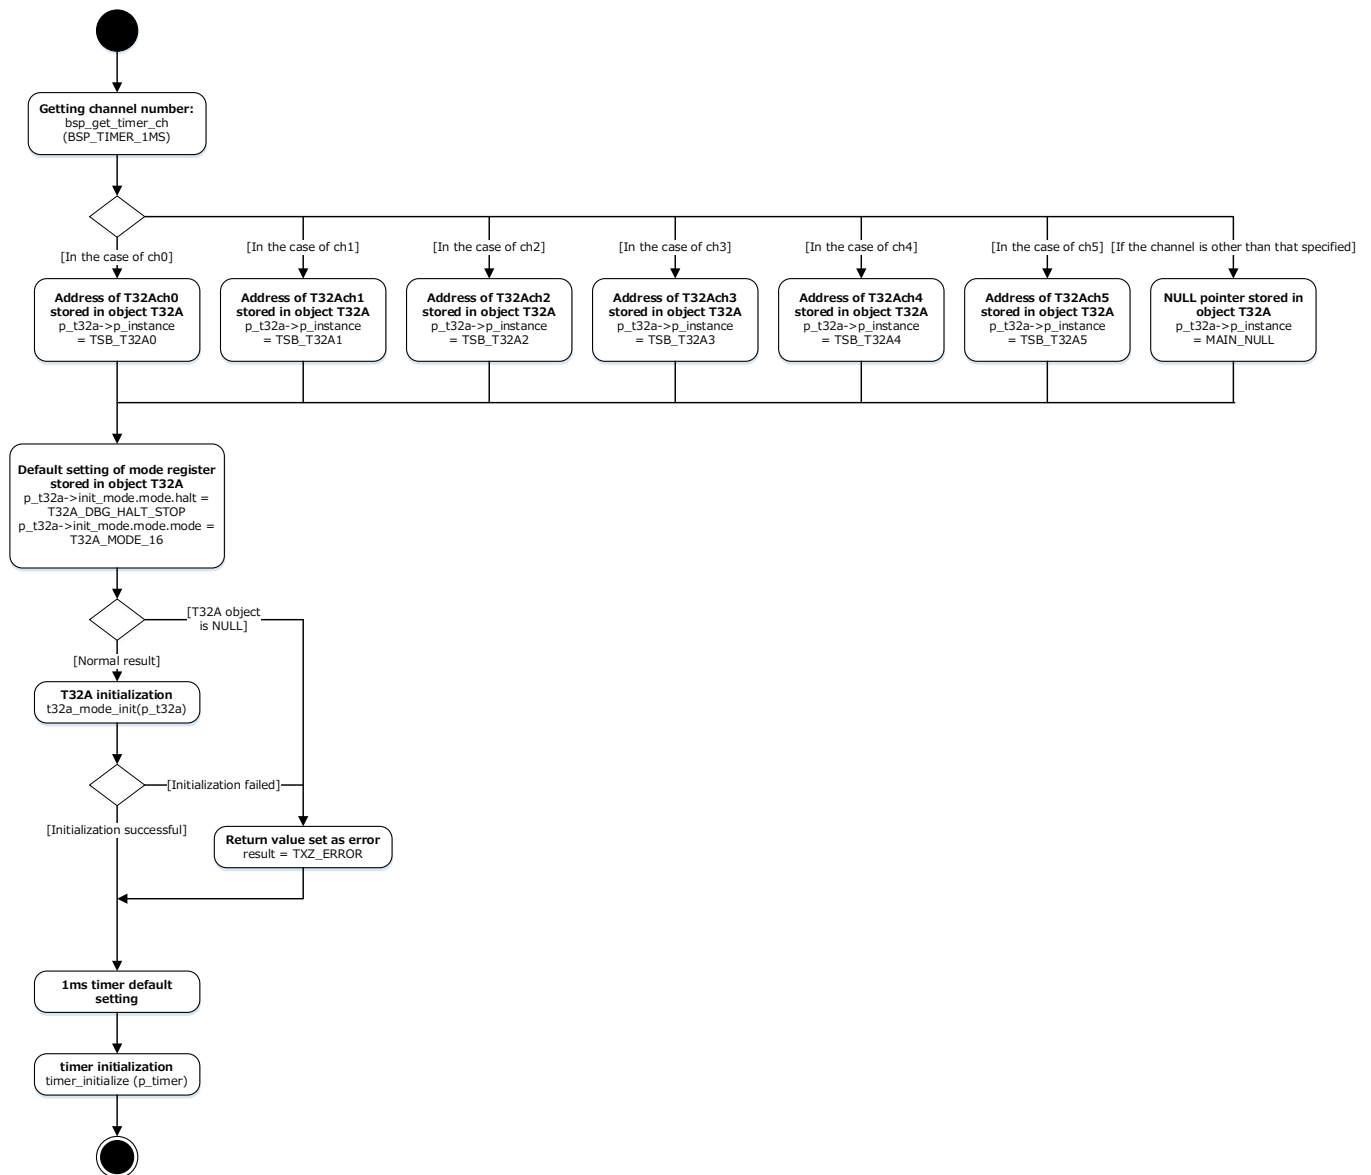 Getting channel number:
bsp_get_timer_ch
(BSP_TIMER_1MS)
[In the case of ch0]
[In the case of ch1]
[In the case of ch2]
[In the case of ch3]
[In the case of ch4]
[In the case of ch5]
[If the channel is other than that specified]
Address of T32Ach0
stored in object T32A
p_t32a->p_instance
= TSB_T32A0
Address of T32Ach1
stored in object T32A
p_t32a->p_instance
= TSB_T32A1
Address of T32Ach2
stored in object T32A
p_t32a->p_instance
= TSB_T32A2
Address of T32Ach3
stored in object T32A
p_t32a->p_instance
= TSB_T32A3
Address of T32Ach4
stored in object T32A
p_t32a->p_instance
= TSB_T32A4
Address of T32Ach5
stored in object T32A
p_t32a->p_instance
= TSB_T32A5
NULL pointer stored in
object T32A
p_t32a->p_instance
= MAIN_NULL
Default setting of mode register
stored in object T32A
p_t32a->init_mode.mode.halt =
T32A_DBG_HALT_STOP
p_t32a->init_mode.mode.mode =
T32A_MODE_16
[T32A object
is NULL]
[Normal result]
T32A initialization
t32a_mode_init(p_t32a)
[Initialization failed]
[Initialization successful]
Return value set as error
result = TXZ_ERROR
1ms timer default
setting
timer initialization
timer_initialize (p_timer)